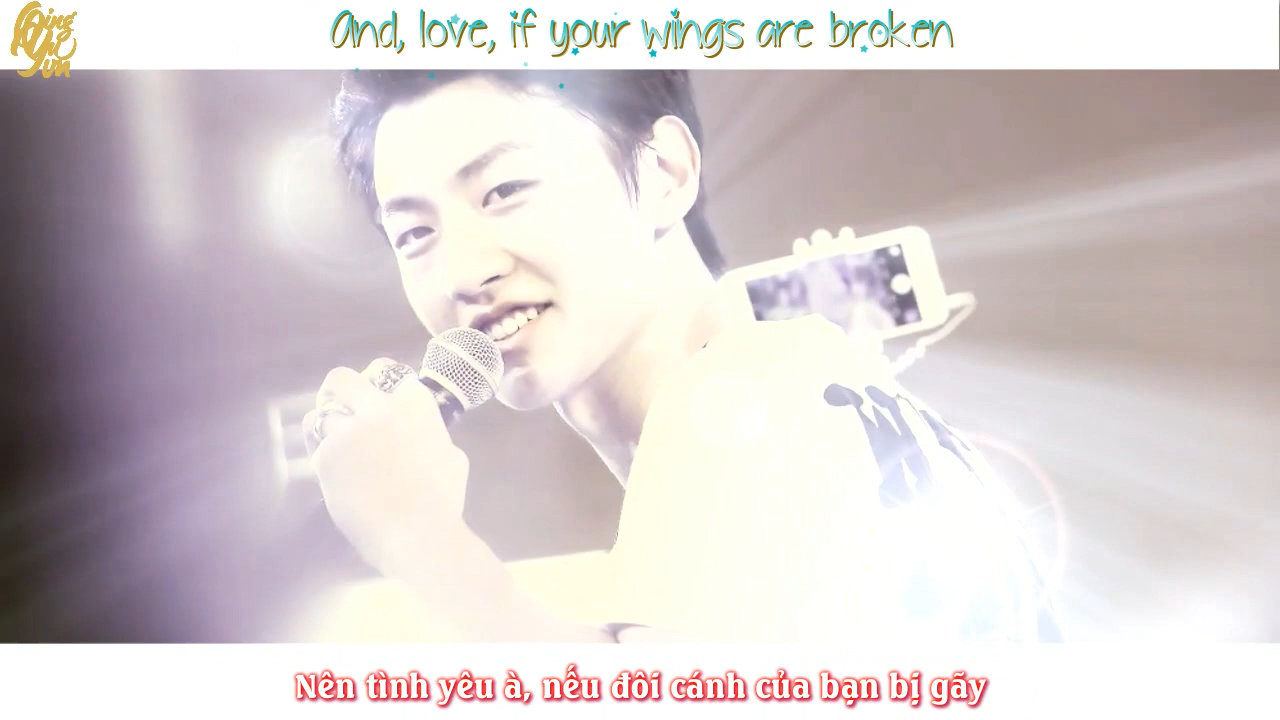 And, love, if your wings are broken
Nên tình yêu à, nếu đôi cánh của bạn bị gãy